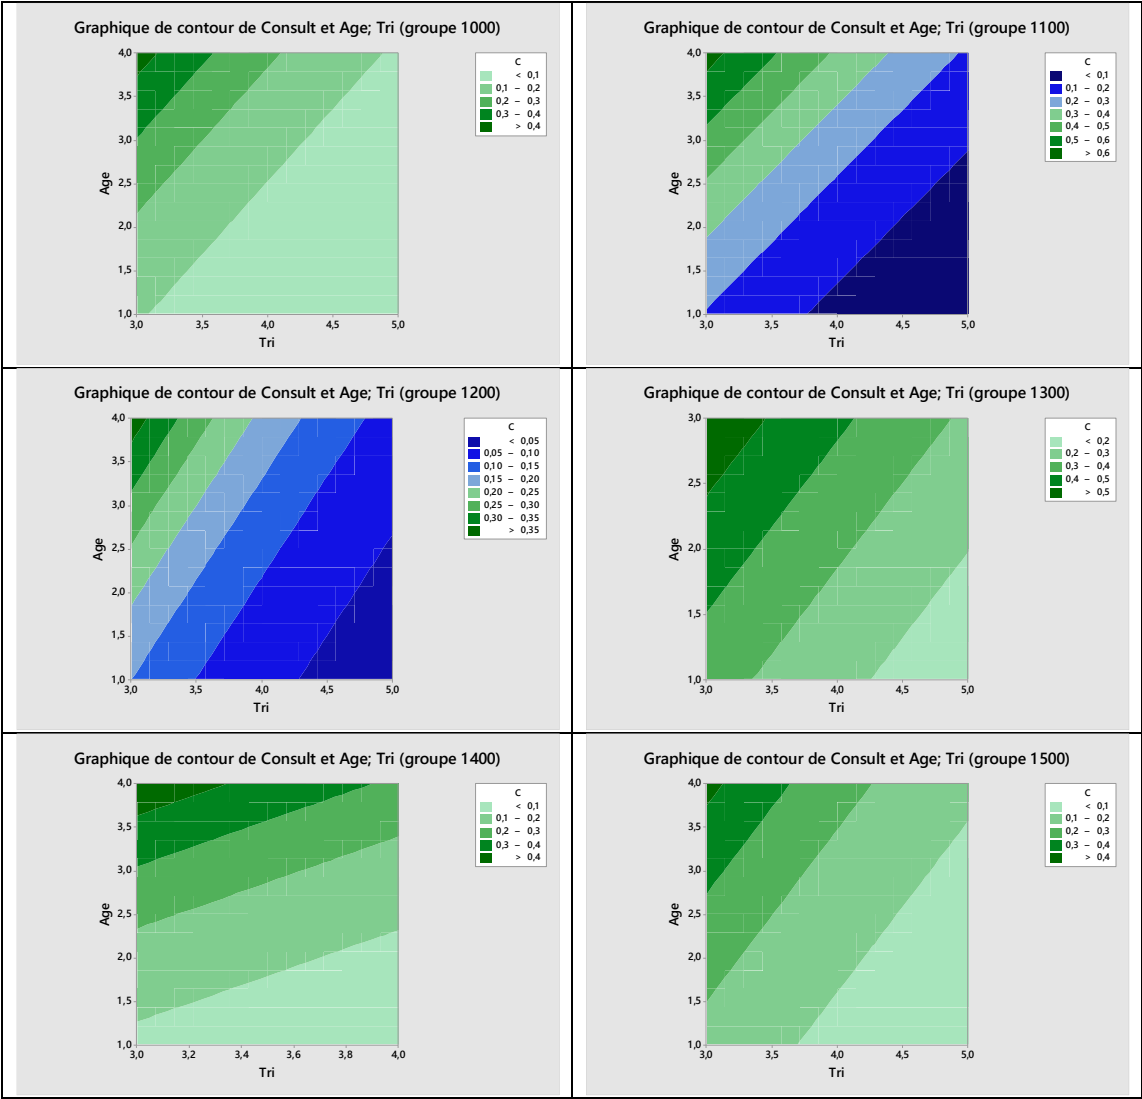 Graphique de contour de Consult et Age; Tri (groupe 1000)
C
< 0,1
0,1 – 0,2
0,2 – 0,3
0,3 – 0,4
> 0,4
4,0
3,5
3,0
2,5
2,0
1,5
1,0
Age
3,0 3,5 4,0 4,5 5,0
Tri
Graphique de contour de Consult et Age; Tri (groupe 1100)
C
< 0,1
0,1 – 0,2
0,2 – 0,3
0,3 – 0,4
0,4 – 0,5
0,5 – 0,6
> 0,6
4,0
3,5
3,0
2,5
2,0
1,5
1,0
Age
3,0 3,5 4,0 4,5 5,0
Tri
Graphique de contour de Consult et Age; Tri (groupe 1200)
C
< 0,05
0,05 – 0,10
0,10 – 0,15
0,15 – 0,20
0,20 – 0,25
0,25 – 0,30
0,30 – 0,35
> 0,35
4,0
3,5
3,0
2,5
2,0
1,5
1,0
Age
3,0 3,5 4,0 4,5 5,0
Tri
Graphique de contour de Consult et Age; Tri (groupe 1300)
C
< 0,2
0,2 – 0,3
0,3 – 0,4
0,4 – 0,5
> 0,5
3,0
2,5
2,0
1,5
1,0
Age
3,0 3,5 4,0 4,5 5,0
Tri
Graphique de contour de Consult et Age; Tri (groupe 1400)
C
< 0,1
0,1 – 0,2
0,2 – 0,3
0,3 – 0,4
> 0,4
4,0
3,5
3,0
2,5
2,0
1,5
1,0
Age
3,0 3,2 3,4 3,6 3,8 4,0
Tri
Graphique de contour de Consult et Age; Tri (groupe 1500)
C
< 0,1
0,1 – 0,2
0,2 – 0,3
0,3 – 0,4
> 0,4
4,0
3,5
3,0
2,5
2,0
1,5
1,0
Age
3,0 3,5 4,0 4,5 5,0
Tri